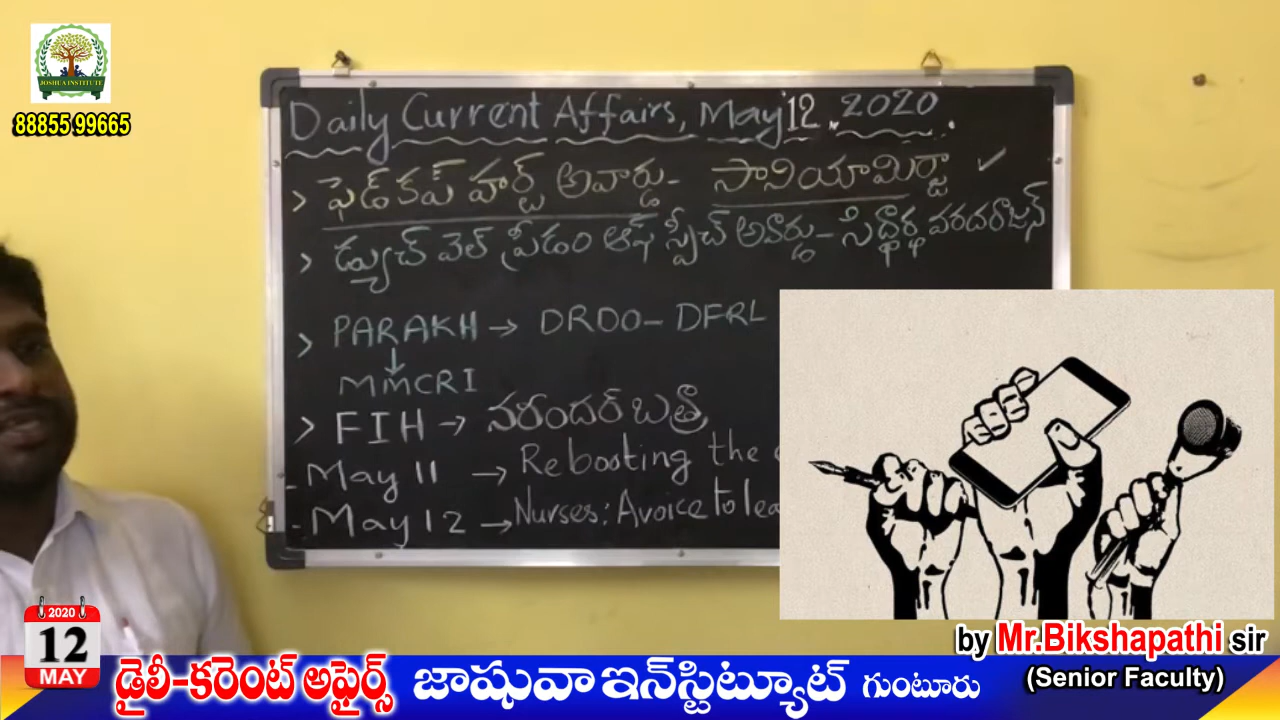 JOSHUA INSTITUTE
88855 99665
Daily Current Affairs, May 12, 2020.
> ఫెడ్ కప్ హార్ట్ అవార్డు - సానియామిర్జా ✓
> డ్యుచ్ వెల్ ఫ్రీడం ఆఫ్ స్పీచ్ అవార్డు - సిద్ధార్థ వరదరాజన్
> PARAKH → DRDO - DFRL
↓
MMCRI
> FIH → నరిందర్ బత్రా
- May 11 → Rebooting the
- May 12 → Nurses: A voice to lea
by Mr.Bikshapathi sir
(Senior Faculty)
2020
12
MAY
డైలీ-కరెంట్ అఫైర్స్ జాషువా ఇన్‌స్టిట్యూట్ గుంటూరు